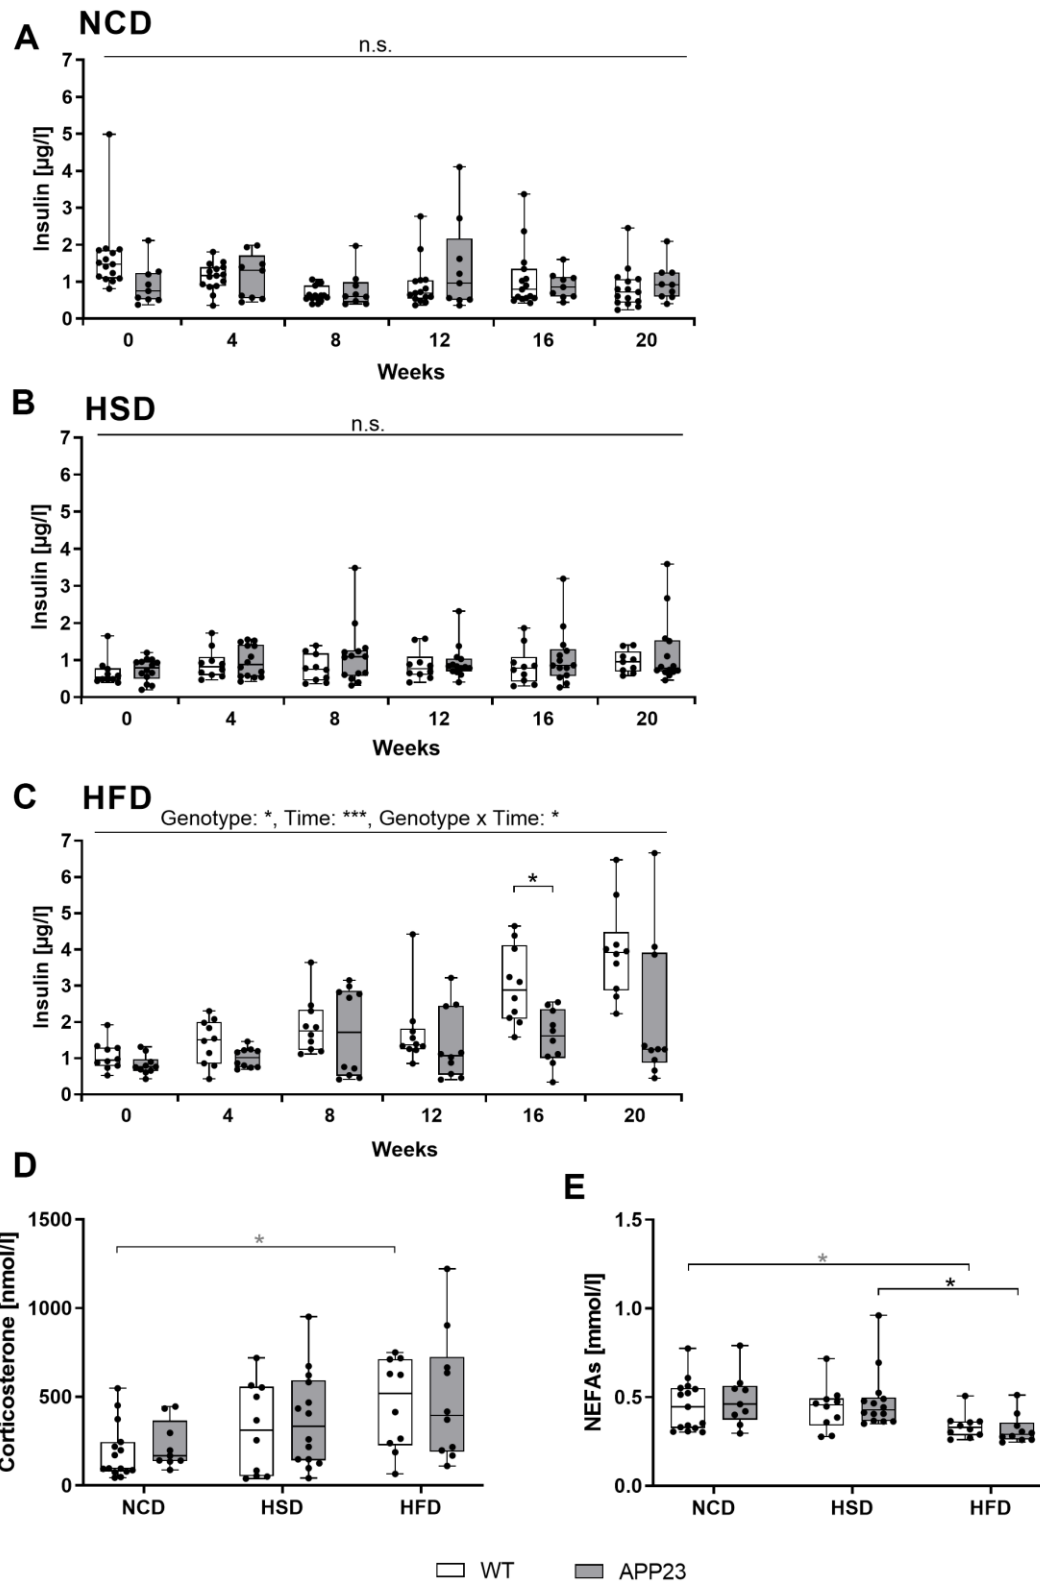 A NCD
n.s.
7
6
5
4
3
2
1
0
Insulin [µg/l]
0 4 8 12 16 20
Weeks
B HSD
n.s.
7
6
5
4
3
2
1
0
Insulin [µg/l]
0 4 8 12 16 20
Weeks
C HFD
Genotype: *, Time: ***, Genotype x Time: *
7
6
5
4
3
2
1
0
Insulin [µg/l]
*
0 4 8 12 16 20
Weeks
D
1500
1000
500
0
Corticosterone [nmol/l]
*
NCD HSD HFD
E
1.5
1.0
0.5
0.0
NEFAs [mmol/l]
*
*
NCD HSD HFD
WT APP23